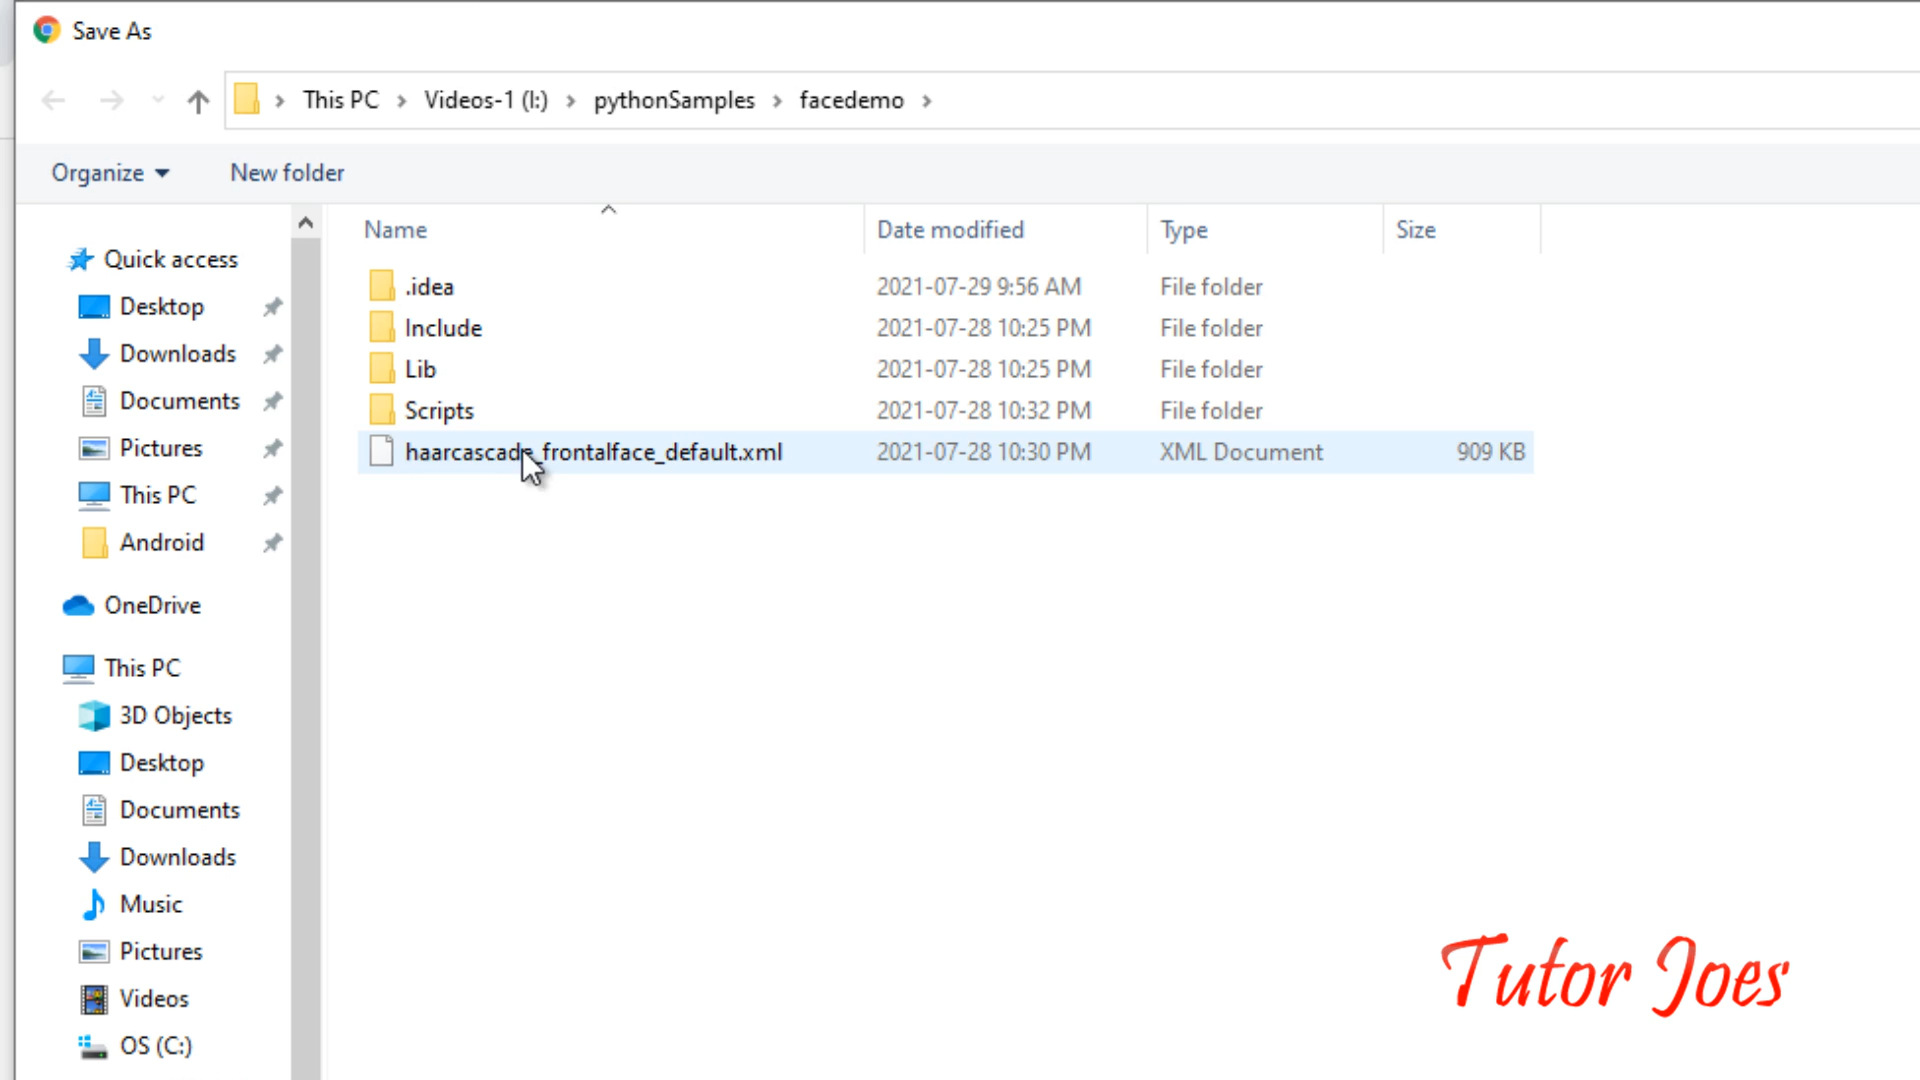 Save As
This PC > Videos-1 (I:) > pythonSamples > facedemo >
Organize
New folder
Name
Date modified
Type
Size
Quick access
Desktop
Downloads
Documents
Pictures
This PC
Android
OneDrive
This PC
3D Objects
Desktop
Documents
Downloads
Music
Pictures
Videos
OS (C:)
.idea 2021-07-29 9:56 AM File folder
Include 2021-07-28 10:25 PM File folder
Lib 2021-07-28 10:25 PM File folder
Scripts 2021-07-28 10:32 PM File folder
haarcascade_frontalface_default.xml 2021-07-28 10:30 PM XML Document 909 KB
Tutor Joes